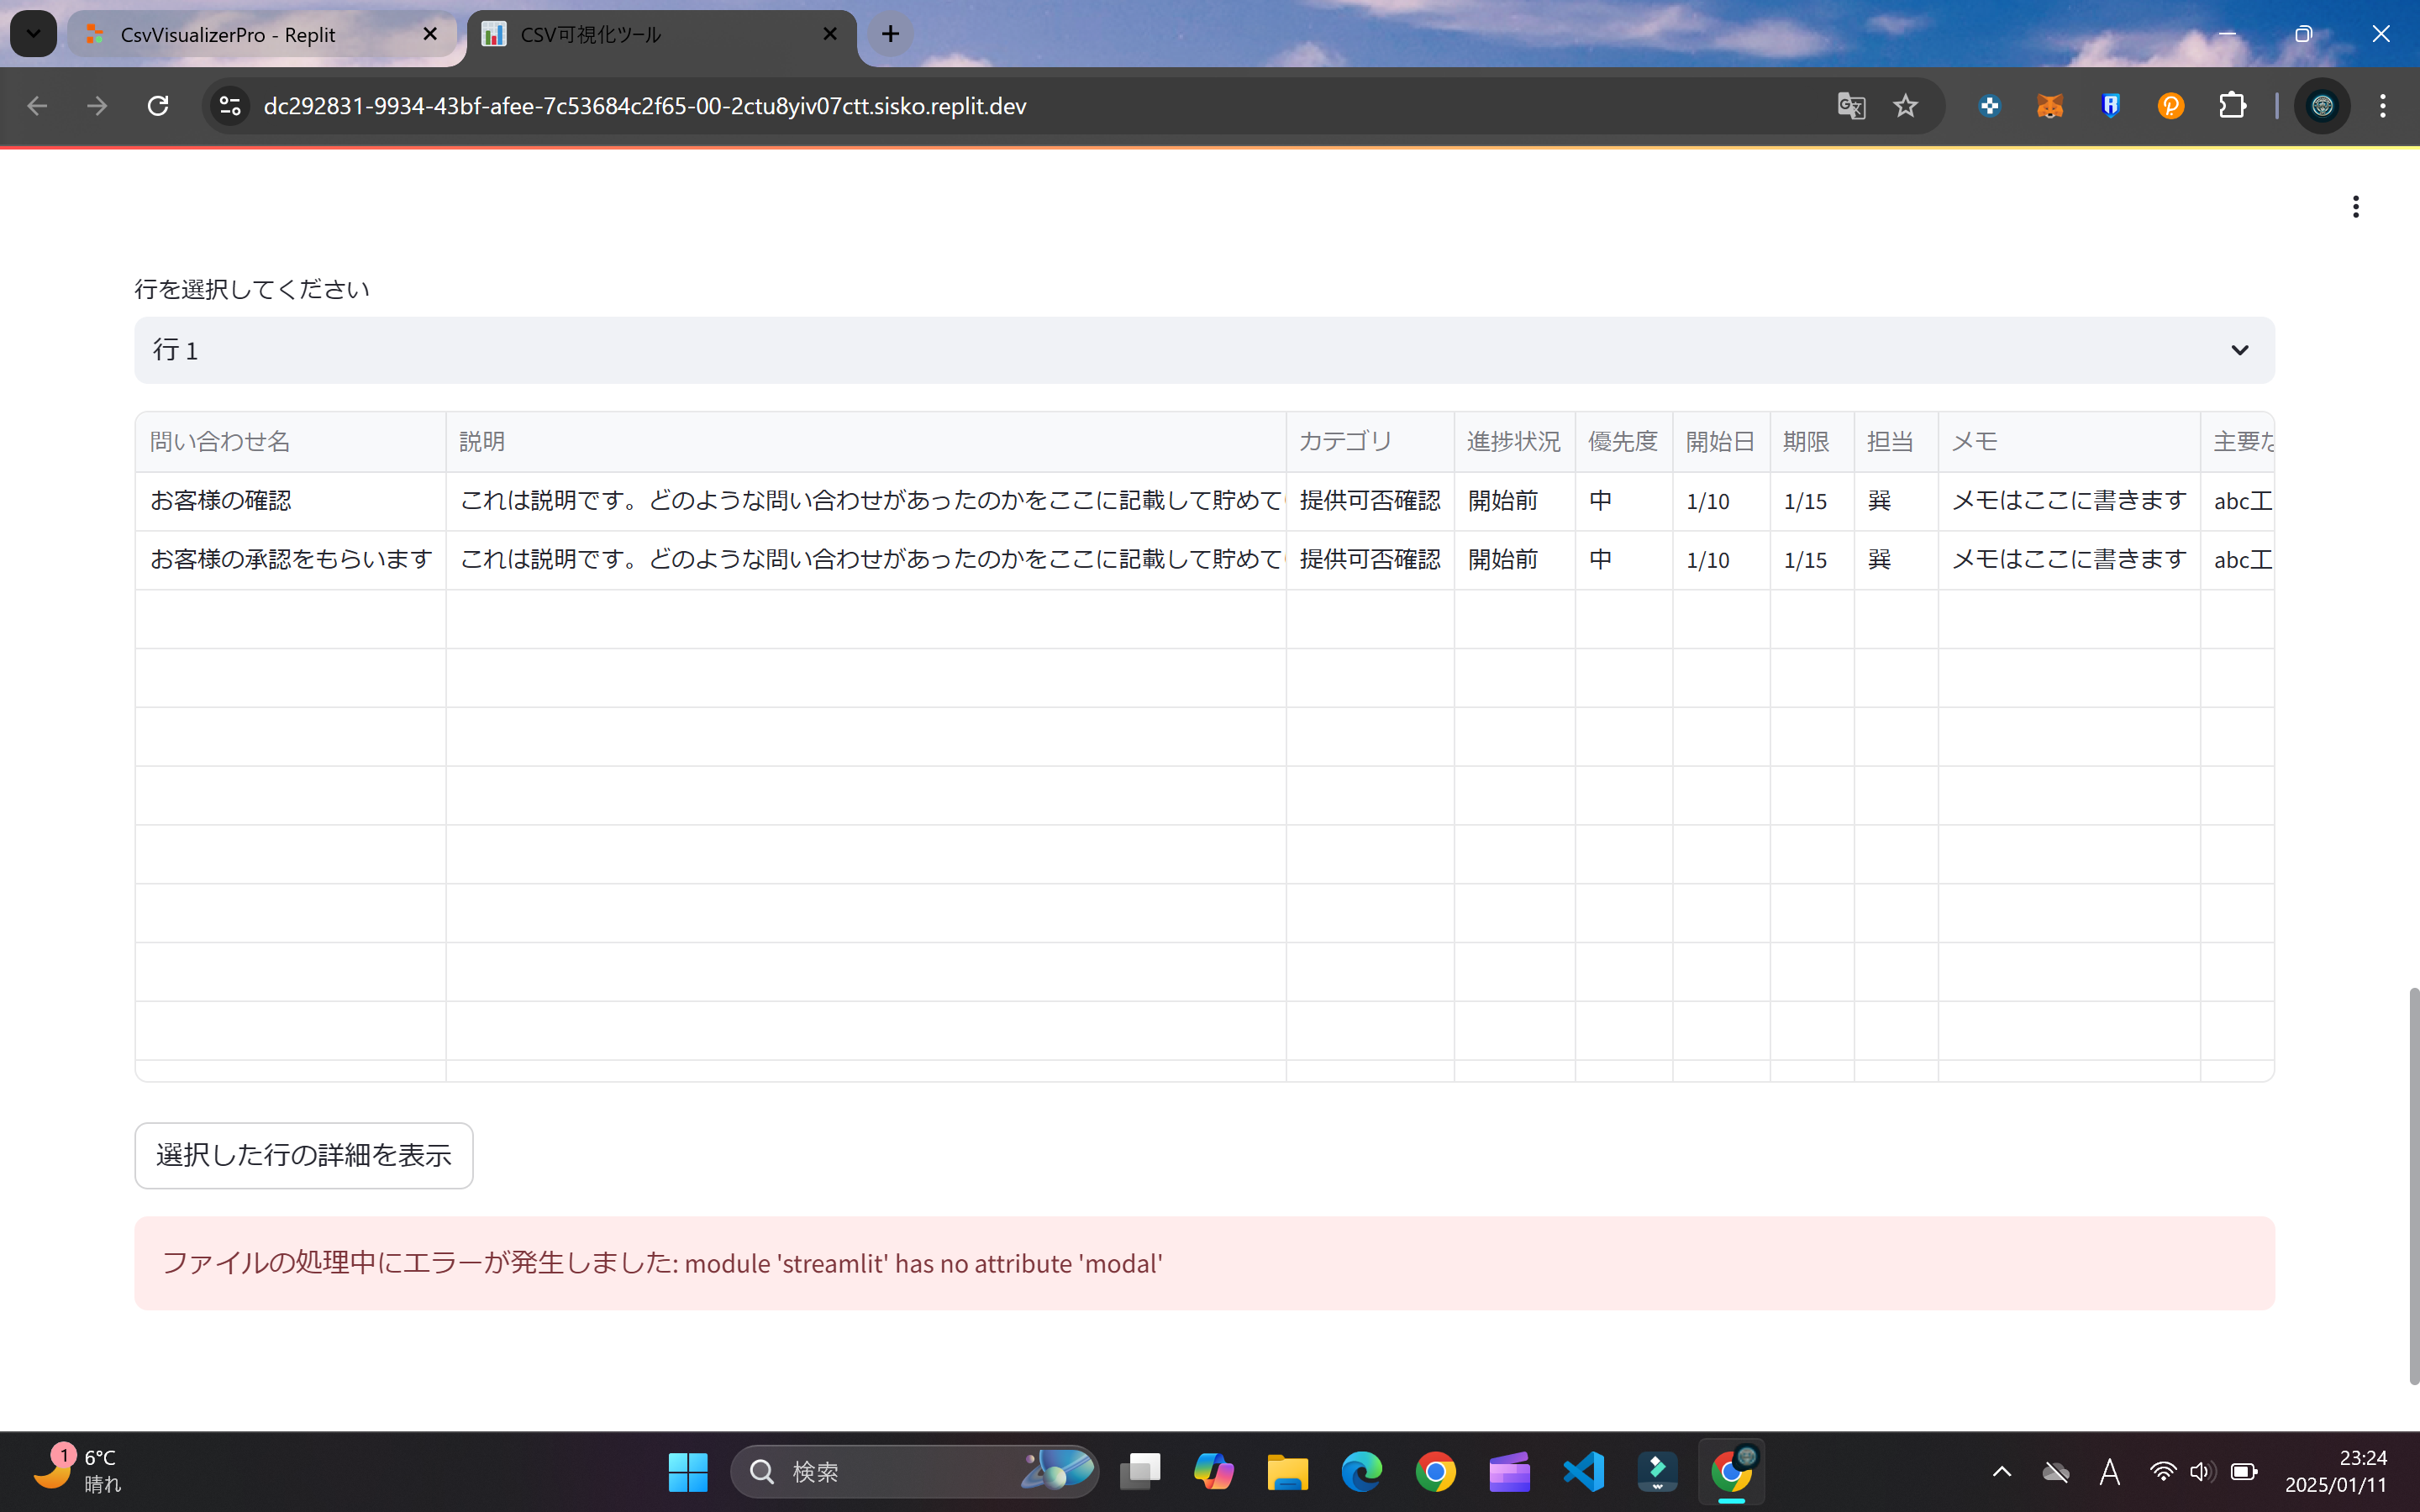 CsvVisualizerPro - Replit
CSV可視化ツール
dc292831-9934-43bf-afee-7c53684c2f65-00-2ctu8yiv07ctt.sisko.replit.dev
行を選択してください
行 1
問い合わせ名 説明 カテゴリ 進捗状況 優先度 開始日 期限 担当 メモ 主要な
お客様の確認 これは説明です。どのような問い合わせがあったのかをここに記載して貯めて 提供可否確認 開始前 中 1/10 1/15 巽 メモはここに書きます abc工
お客様の承認をもらいます これは説明です。どのような問い合わせがあったのかをここに記載して貯めて 提供可否確認 開始前 中 1/10 1/15 巽 メモはここに書きます abc工
選択した行の詳細を表示
ファイルの処理中にエラーが発生しました: module 'streamlit' has no attribute 'modal'
1
6°C
晴れ
検索
A
23:24
2025/01/11